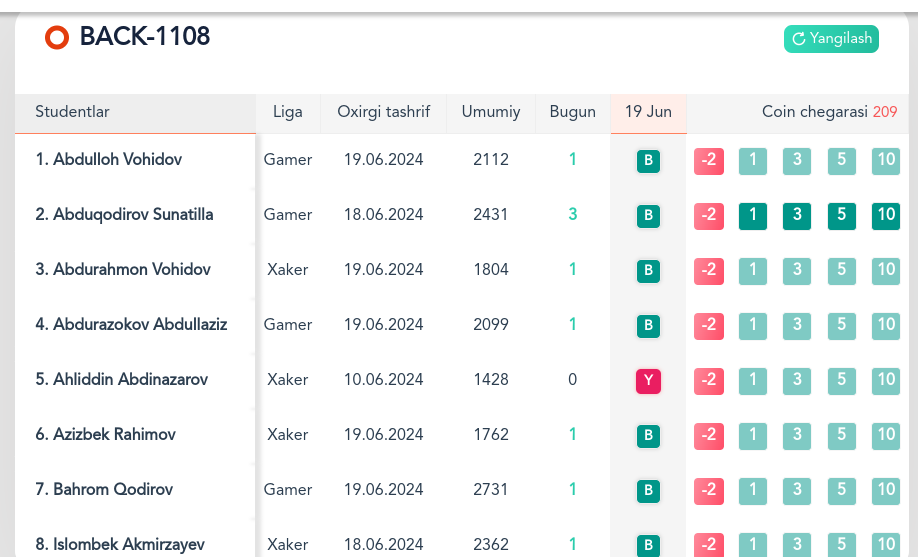 BACK-1108
Yangilash
Studentlar Liga Oxirgi tashrif Umumiy Bugun 19 Jun Coin chegarasi 209
1. Abdulloh Vohidov Gamer 19.06.2024 2112 1 B -2 1 3 5 10
2. Abduqodirov Sunatilla Gamer 18.06.2024 2431 3 B -2 1 3 5 10
3. Abdurahmon Vohidov Xaker 19.06.2024 1804 1 B -2 1 3 5 10
4. Abdurazokov Abdullaziz Gamer 19.06.2024 2099 1 B -2 1 3 5 10
5. Ahliddin Abdinazarov Xaker 10.06.2024 1428 0 Y -2 1 3 5 10
6. Azizbek Rahimov Xaker 19.06.2024 1762 1 B -2 1 3 5 10
7. Bahrom Qodirov Gamer 19.06.2024 2731 1 B -2 1 3 5 10
8. Islombek Akmirzayev Xaker 18.06.2024 2362 1 B -2 1 3 5 10